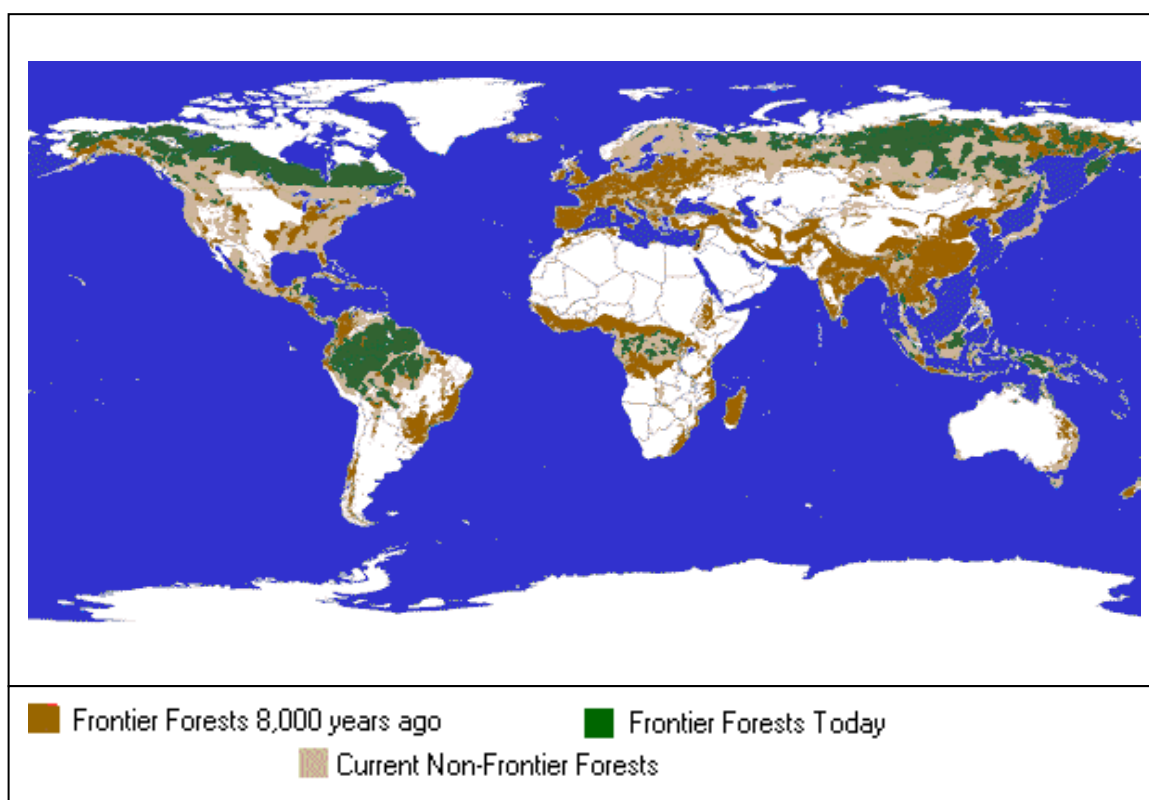 Frontier Forests 8,000 years ago
Frontier Forests Today
Current Non-Frontier Forests